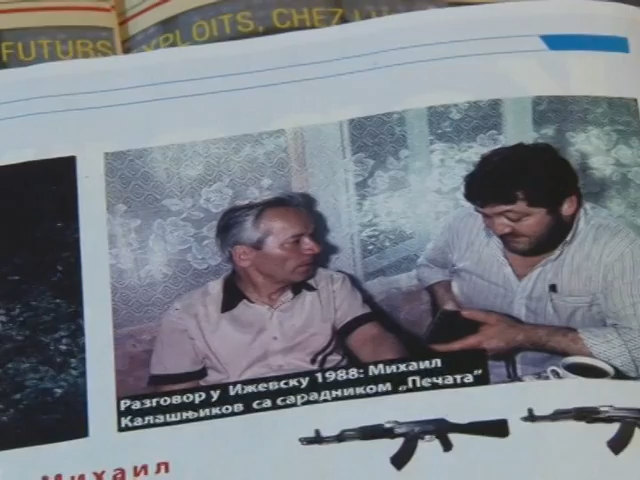 FUTURS EXPLOITS, CHEZ
Разговор у Ижевску 1988: Михаил
Калашњиков са сарадником „Печата“
Михаил